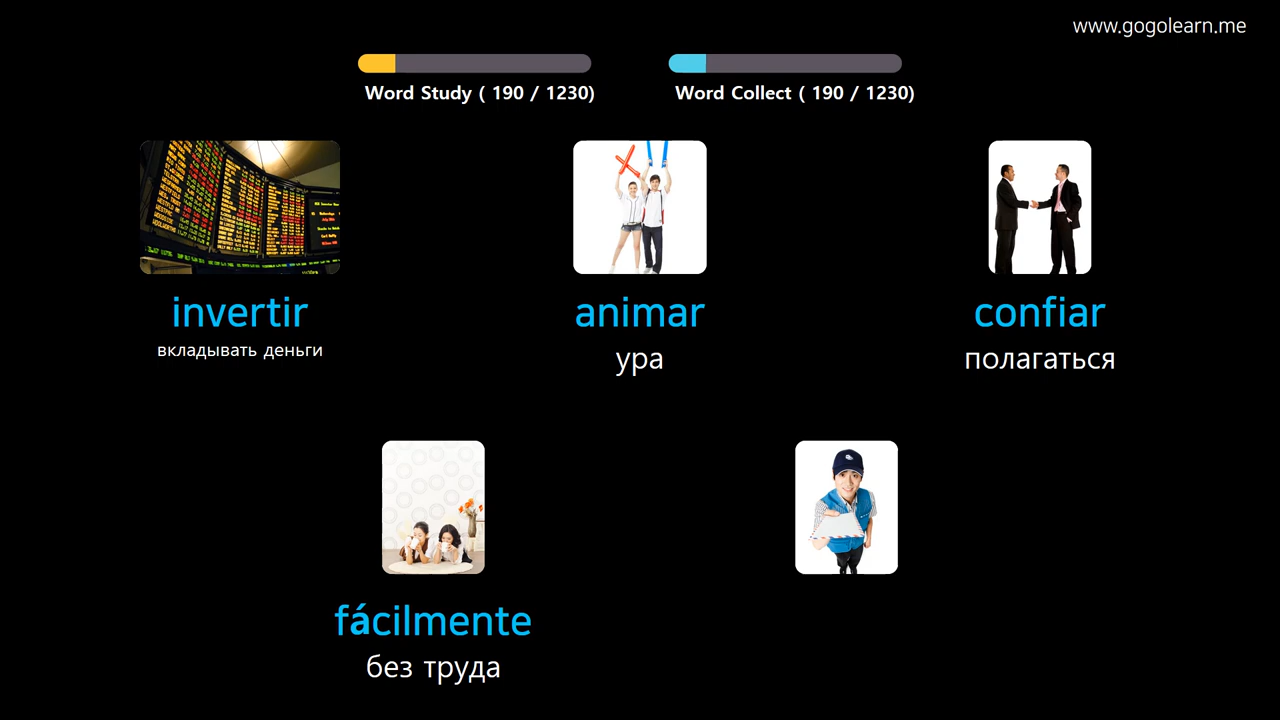 www.gogolearn.me
Word Study ( 190 / 1230)
Word Collect ( 190 / 1230)
invertir
вкладывать деньги
animar
ура
confiar
полагаться
fácilmente
без труда